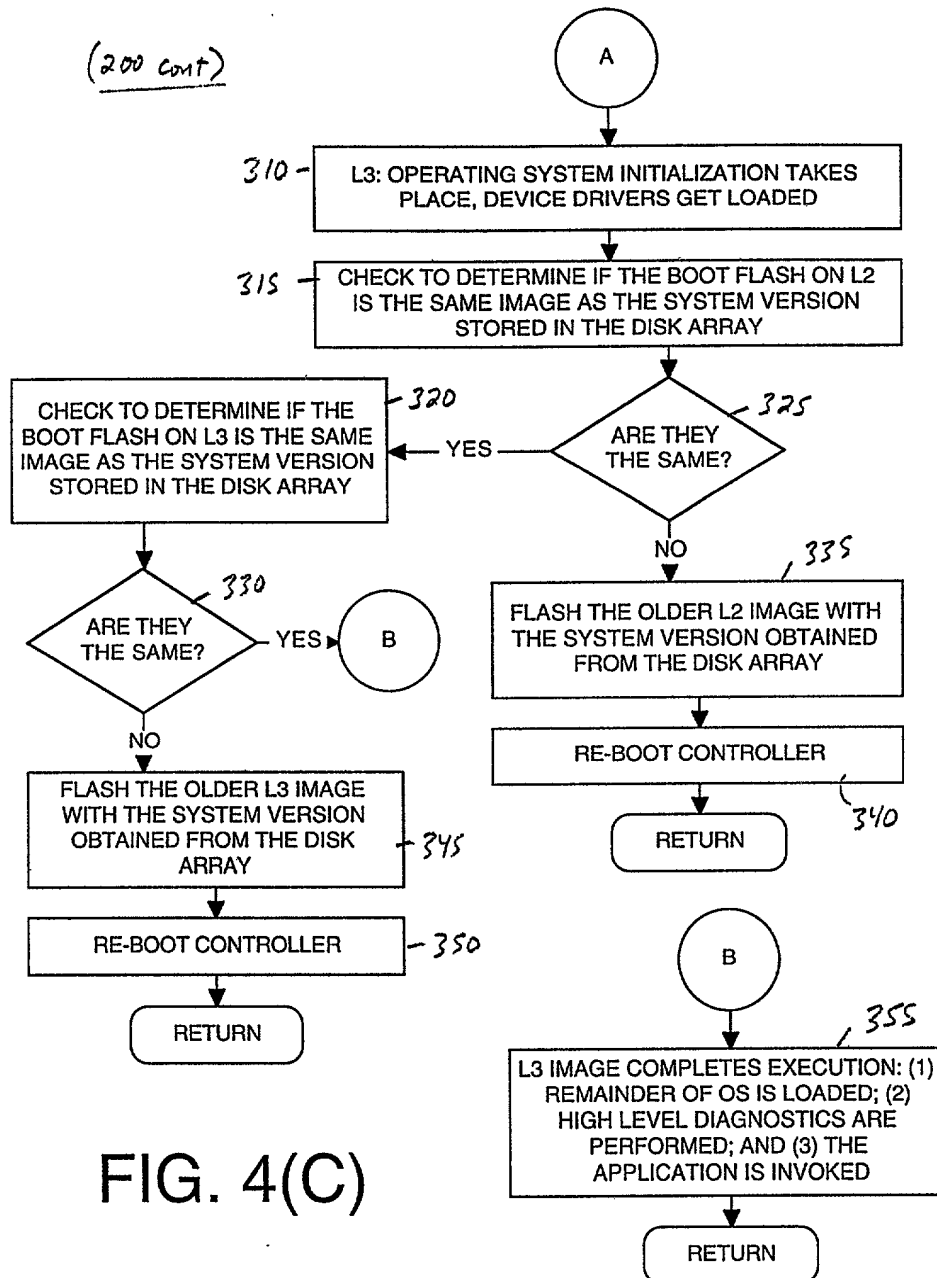 (200 cont)
A
310
L3: OPERATING SYSTEM INITIALIZATION TAKES
PLACE, DEVICE DRIVERS GET LOADED
315
CHECK TO DETERMINE IF THE BOOT FLASH ON L2
IS THE SAME IMAGE AS THE SYSTEM VERSION
STORED IN THE DISK ARRAY
325
ARE THEY
THE SAME?
YES
320
CHECK TO DETERMINE IF THE
BOOT FLASH ON L3 IS THE SAME
IMAGE AS THE SYSTEM VERSION
STORED IN THE DISK ARRAY
NO
335
FLASH THE OLDER L2 IMAGE WITH
THE SYSTEM VERSION OBTAINED
FROM THE DISK ARRAY
330
ARE THEY
THE SAME?
YES
B
RE-BOOT CONTROLLER
340
RETURN
NO
FLASH THE OLDER L3 IMAGE
WITH THE SYSTEM VERSION
OBTAINED FROM THE DISK
ARRAY
345
RE-BOOT CONTROLLER
350
RETURN
B
355
L3 IMAGE COMPLETES EXECUTION: (1)
REMAINDER OF OS IS LOADED; (2)
HIGH LEVEL DIAGNOSTICS ARE
PERFORMED; AND (3) THE
APPLICATION IS INVOKED
RETURN
FIG. 4(C)